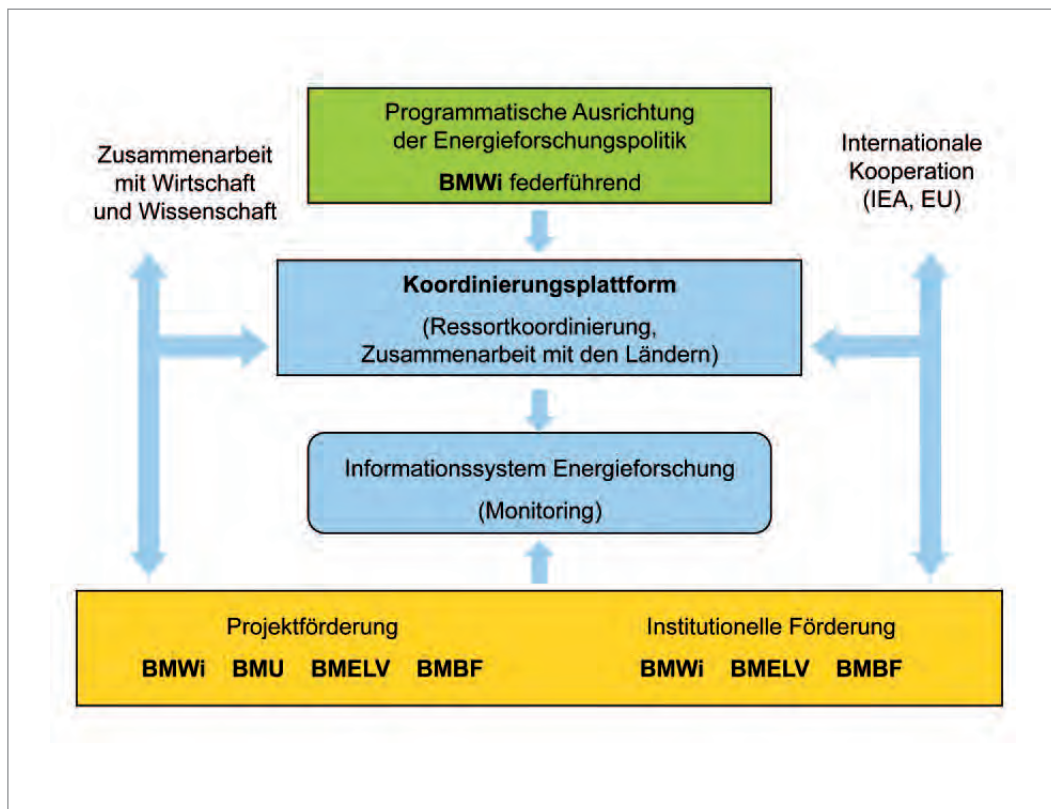 Programmatische Ausrichtung
der Energieforschungspolitik
BMWi federführend
Zusammenarbeit
mit Wirtschaft
und Wissenschaft
Internationale
Kooperation
(IEA, EU)
Koordinierungsplattform
(Ressortkoordinierung,
Zusammenarbeit mit den Ländern)
Informationssystem Energieforschung
(Monitoring)
Projektförderung
BMWi BMU BMELV BMBF
Institutionelle Förderung
BMWi BMELV BMBF